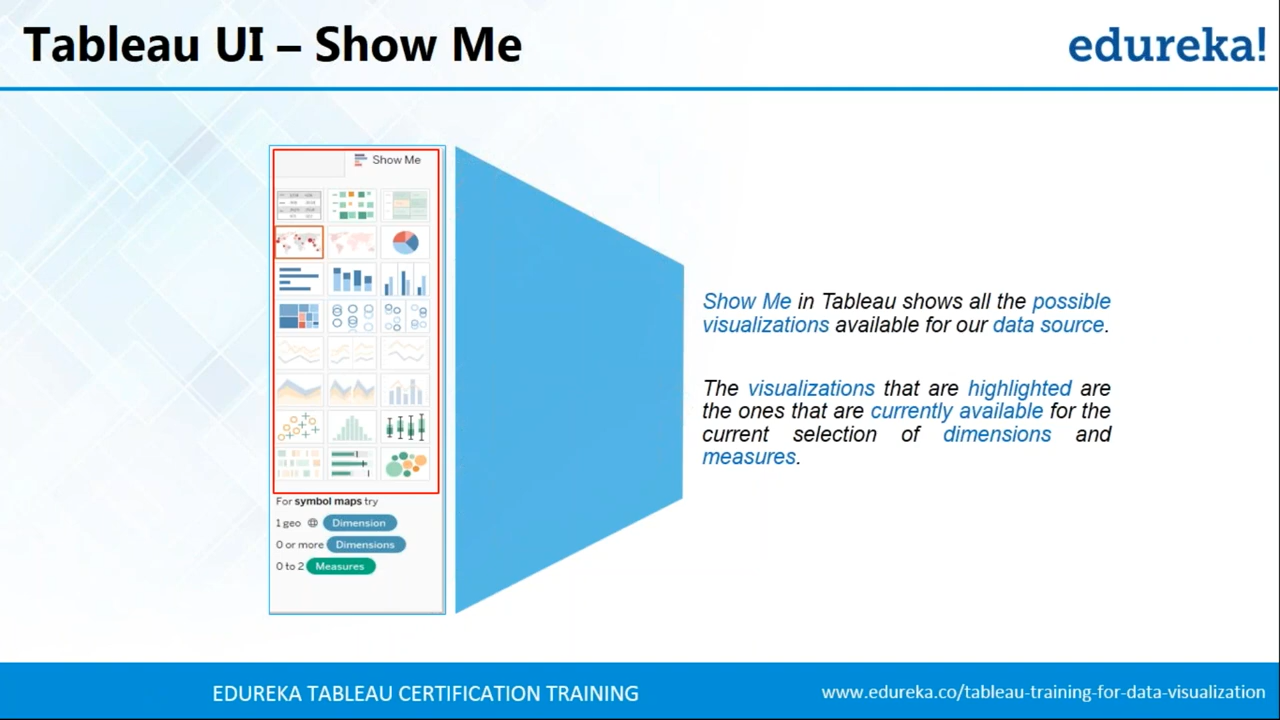 Tableau UI – Show Me
edureka!
Show Me
Show Me in Tableau shows all the possible
visualizations available for our data source.
The visualizations that are highlighted are
the ones that are currently available for the
current selection of dimensions and
measures.
For symbol maps try
1 geo Dimension
0 or more Dimensions
0 to 2 Measures
EDUREKA TABLEAU CERTIFICATION TRAINING
www.edureka.co/tableau-training-for-data-visualization